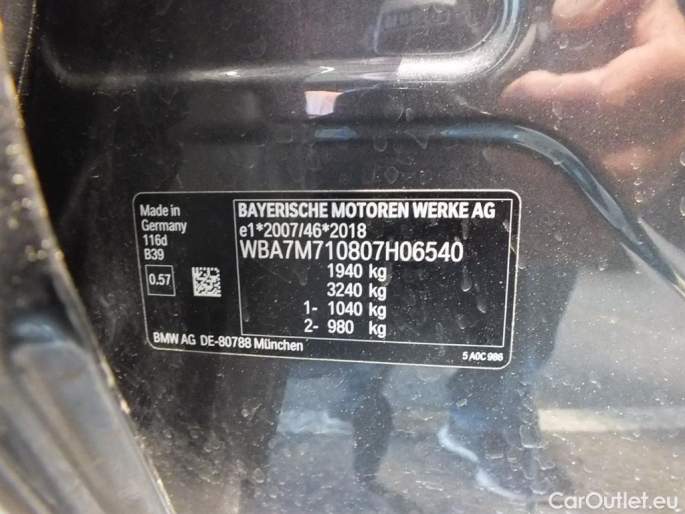 Made in
Germany
116d
B39
0.57
BAYERISCHE MOTOREN WERKE AG
e1*2007/46*2018
WBA7M710807H06540
1940 kg
3240 kg
1- 1040 kg
2- 980 kg
BMW AG DE-80788 München
5 A0C 986
CarOutlet.eu